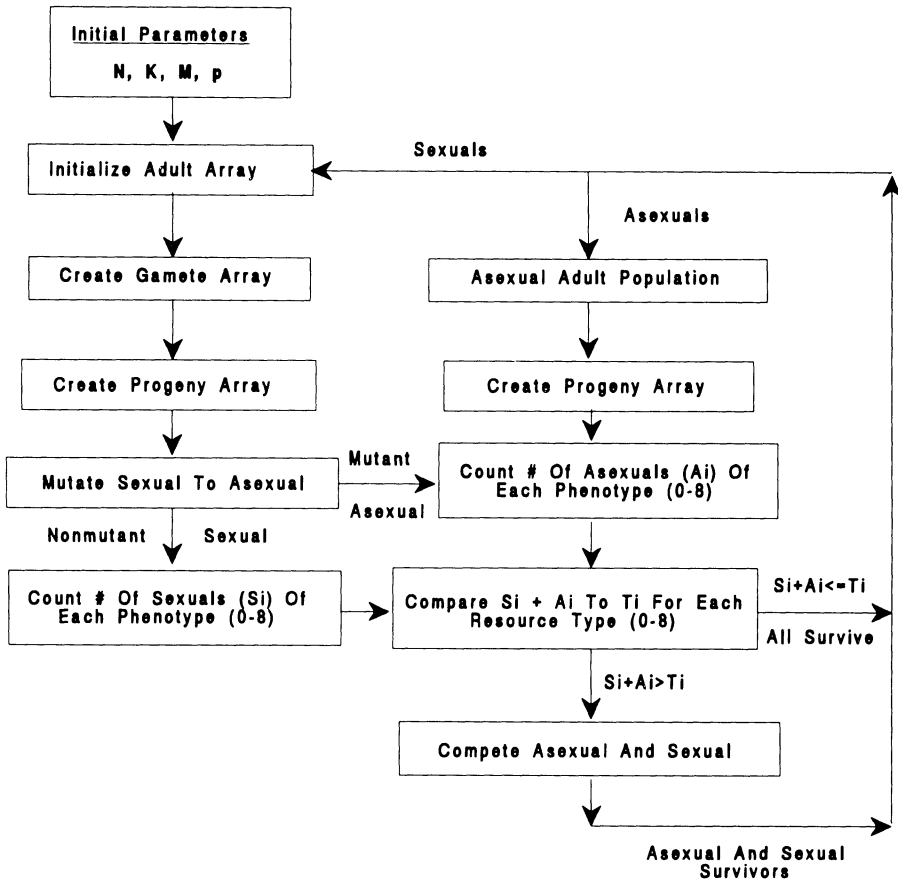 Initial Parameters
N, K, M, p
Sexuals
Initialize Adult Array
Asexuals
Create Gamete Array
Asexual Adult Population
Create Progeny Array
Create Progeny Array
Mutate Sexual To Asexual
Mutant
Asexual
Count # Of Asexuals (Ai) Of
Each Phenotype (0-8)
Nonmutant Sexual
Count # Of Sexuals (Si) Of
Each Phenotype (0-8)
Compare Si + Ai To Ti For Each
Resource Type (0-8)
Si+Ai<=Ti
All Survive
Si+Ai>Ti
Compete Asexual And Sexual
Asexual And Sexual
Survivors